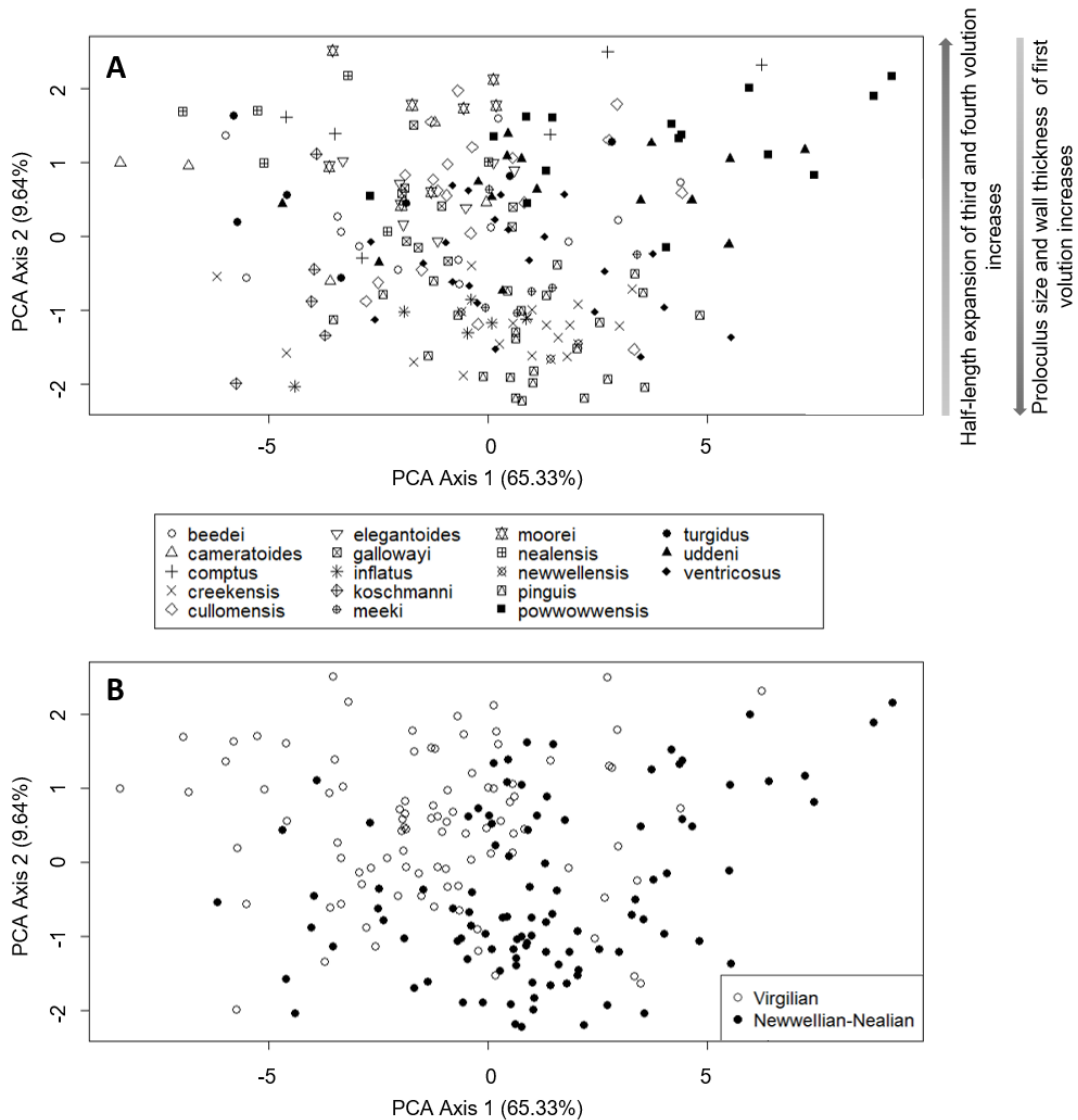 A
2
1
0
-1
-2
PCA Axis 2 (9.64%)
-5
0
5
PCA Axis 1 (65.33%)
Half-length expansion of third and fourth volution
increases
Proloculus size and wall thickness of first
volution increases
beedei
cameratoides
comptus
creekensis
cullomensis
elegantoides
gallowayi
inflatus
koschmanni
meeki
moorei
nealensis
newwellensis
pinguis
powwowwensis
turgidus
uddeni
ventricosus
B
2
1
0
-1
-2
PCA Axis 2 (9.64%)
Virgilian
Newwellian-Nealian
-5
0
5
PCA Axis 1 (65.33%)